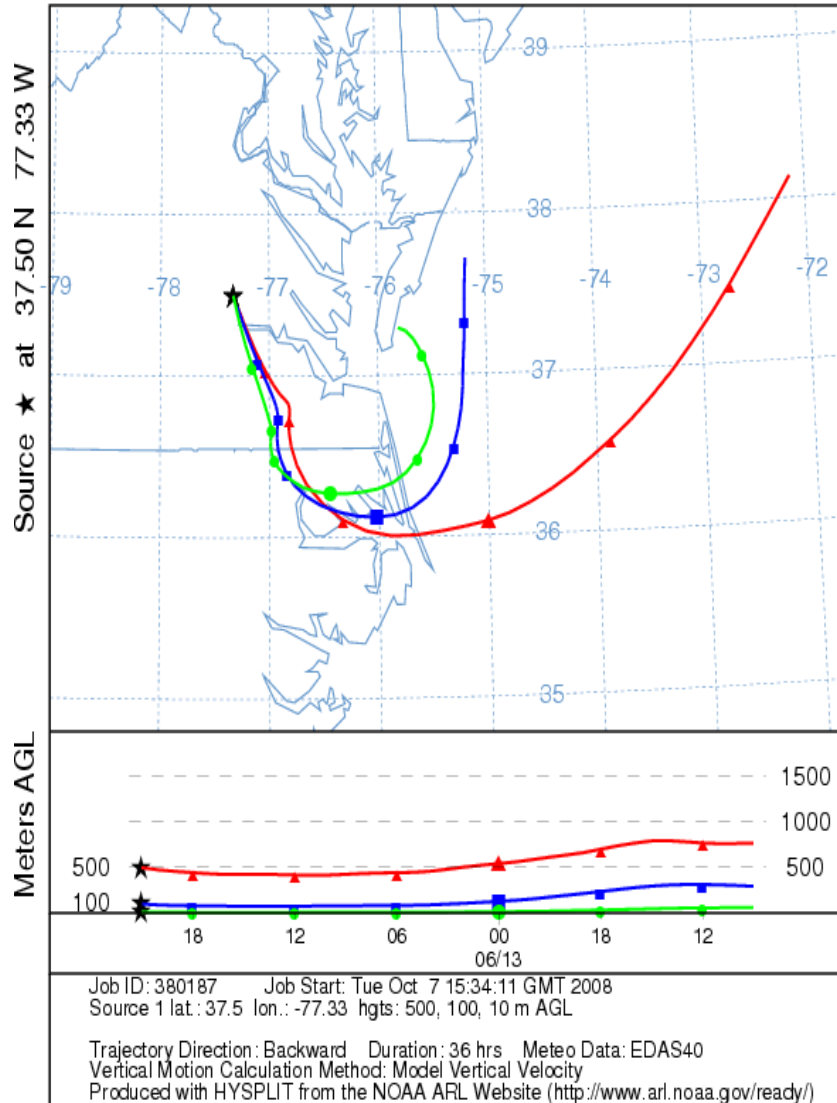 Source ★ at 37.50 N 77.33 W
39
38
-79 -78 -77 -76 -75 -74 -73 -72
37
36
35
Meters AGL
1500
1000
500 500
100
18 12 06 00 18 12
06/13
Job ID: 380187 Job Start: Tue Oct 7 15:34:11 GMT 2008
Source 1 lat.: 37.5 lon.: -77.33 hgts: 500, 100, 10 m AGL
Trajectory Direction: Backward Duration: 36 hrs Meteo Data: EDAS40
Vertical Motion Calculation Method: Model Vertical Velocity
Produced with HYSPLIT from the NOAA ARL Website (http://www.arl.noaa.gov/ready/)